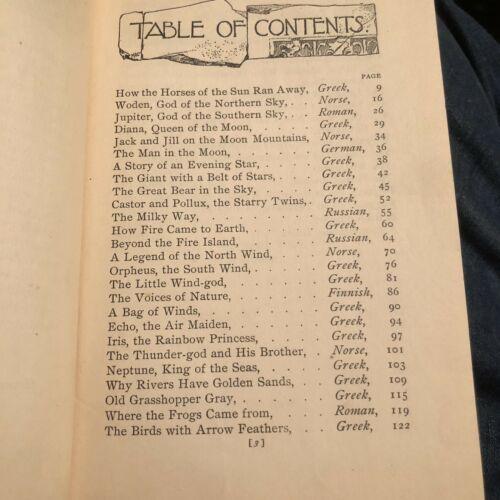 TABLE OF CONTENTS.
PAGE
How the Horses of the Sun Ran Away, Greek, 9
Woden, God of the Northern Sky, . . Norse, 16
Jupiter, God of the Southern Sky, . . Roman, 26
Diana, Queen of the Moon, . . . . . Greek, 29
Jack and Jill on the Moon Mountains, Norse, 34
The Man in the Moon, . . . . . . German, 36
A Story of an Evening Star, . . . . Greek, 38
The Giant with a Belt of Stars, . . . Greek, 42
The Great Bear in the Sky, . . . . Greek, 45
Castor and Pollux, the Starry Twins, . Greek, 52
The Milky Way, . . . . . . . . Russian, 55
How Fire Came to Earth, . . . . . Greek, 60
Beyond the Fire Island, . . . . . Russian, 64
A Legend of the North Wind, . . . Norse, 70
Orpheus, the South Wind, . . . . . Greek, 76
The Little Wind-god, . . . . . . Greek, 81
The Voices of Nature, . . . . . . Finnish, 86
A Bag of Winds, . . . . . . . . Greek, 90
Echo, the Air Maiden, . . . . . . Greek, 94
Iris, the Rainbow Princess, . . . . . Greek, 97
The Thunder-god and His Brother, . . Norse, 101
Neptune, King of the Seas, . . . . Greek, 103
Why Rivers Have Golden Sands, . . . Greek, 109
Old Grasshopper Gray, . . . . . . Greek, 115
Where the Frogs Came from, . . . . Roman, 119
The Birds with Arrow Feathers, . . . Greek, 122
[3]